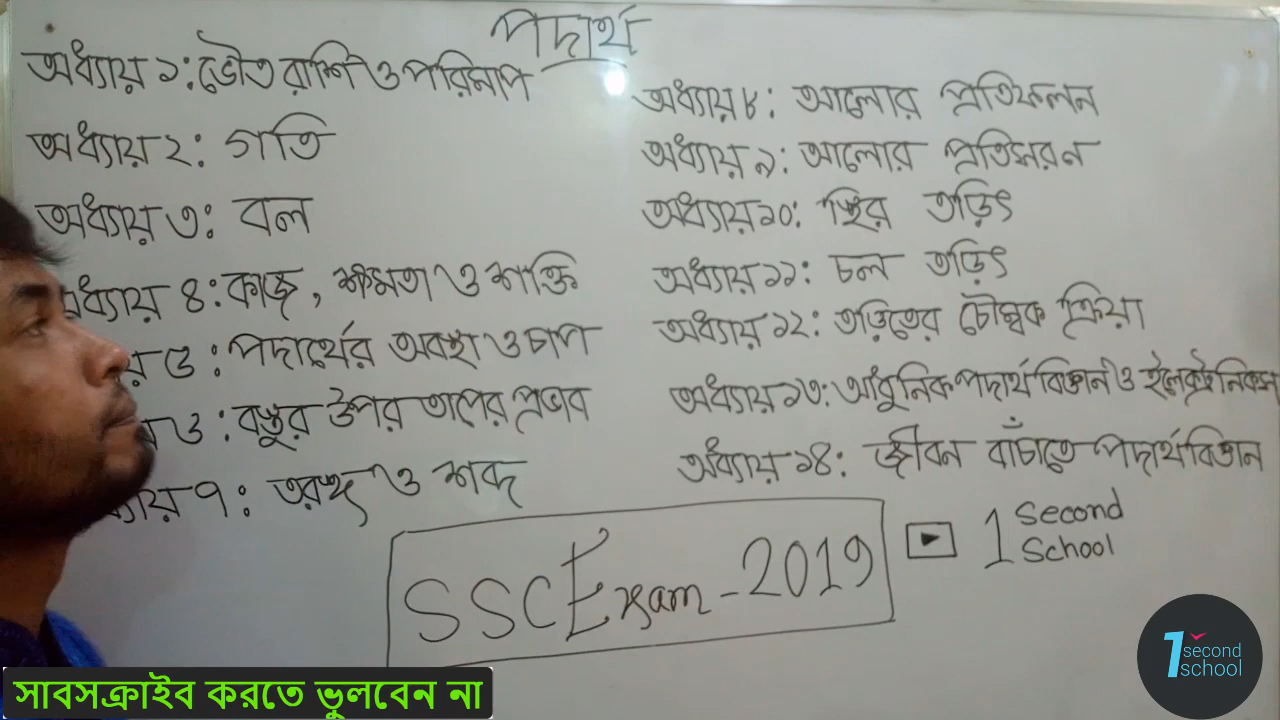 পদার্থ
অধ্যায় ১: ভৌত রাশি ও পরিমাপ
অধ্যায় ২: গতি
অধ্যায় ৩: বল
অধ্যায় ৪: কাজ, ক্ষমতা ও শক্তি
য় ৫: পদার্থের অবস্থা ও চাপ
৬: বস্তুর উপর তাপের প্রভাব
ধ্যায় ৭: তরঙ্গ ও শব্দ
অধ্যায় ৮: আলোর প্রতিফলন
অধ্যায় ৯: আলোর প্রতিসরন
অধ্যায় ১০: স্থির তড়িৎ
অধ্যায় ১১: চল তড়িৎ
অধ্যায় ১২: তড়িতের চৌম্বক ক্রিয়া
অধ্যায় ১৩: আধুনিক পদার্থ বিজ্ঞান ও ইলেকট্রনিকস
অধ্যায় ১৪: জীবন বাঁচাতে পদার্থ বিজ্ঞান
SSC Exam - 2019
1 Second
School
1 second
school
সাবসক্রাইব করতে ভুলবেন না